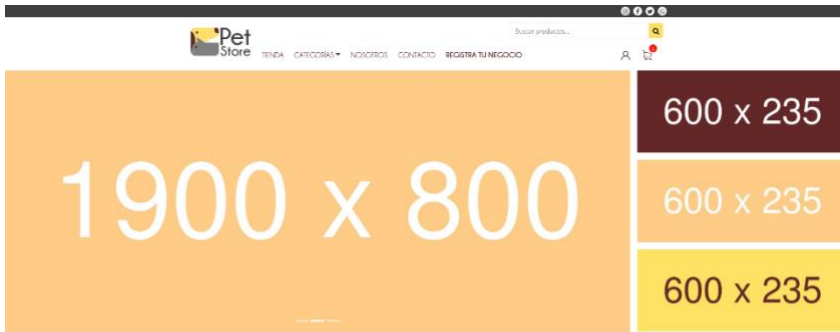 Pet
Store
Buscar productos...
TIENDA CATEGORÍAS NOSOTROS CONTACTO REGISTRA TU NEGOCIO
1900 x 800
600 x 235
600 x 235
600 x 235